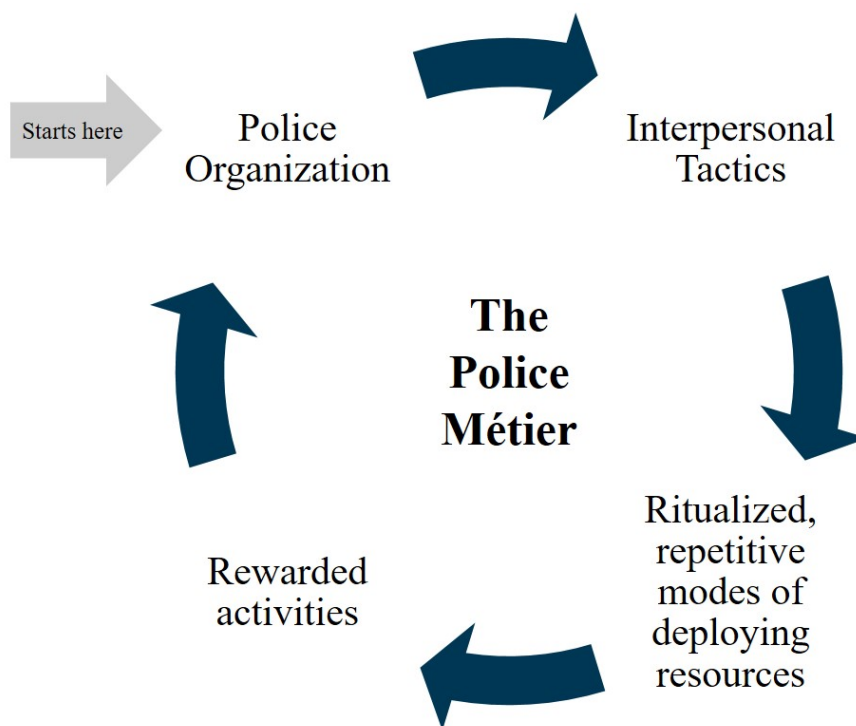 Starts here
Police
Organization
Interpersonal
Tactics
The
Police
Métier
Ritualized,
repetitive
modes of
deploying
resources
Rewarded
activities